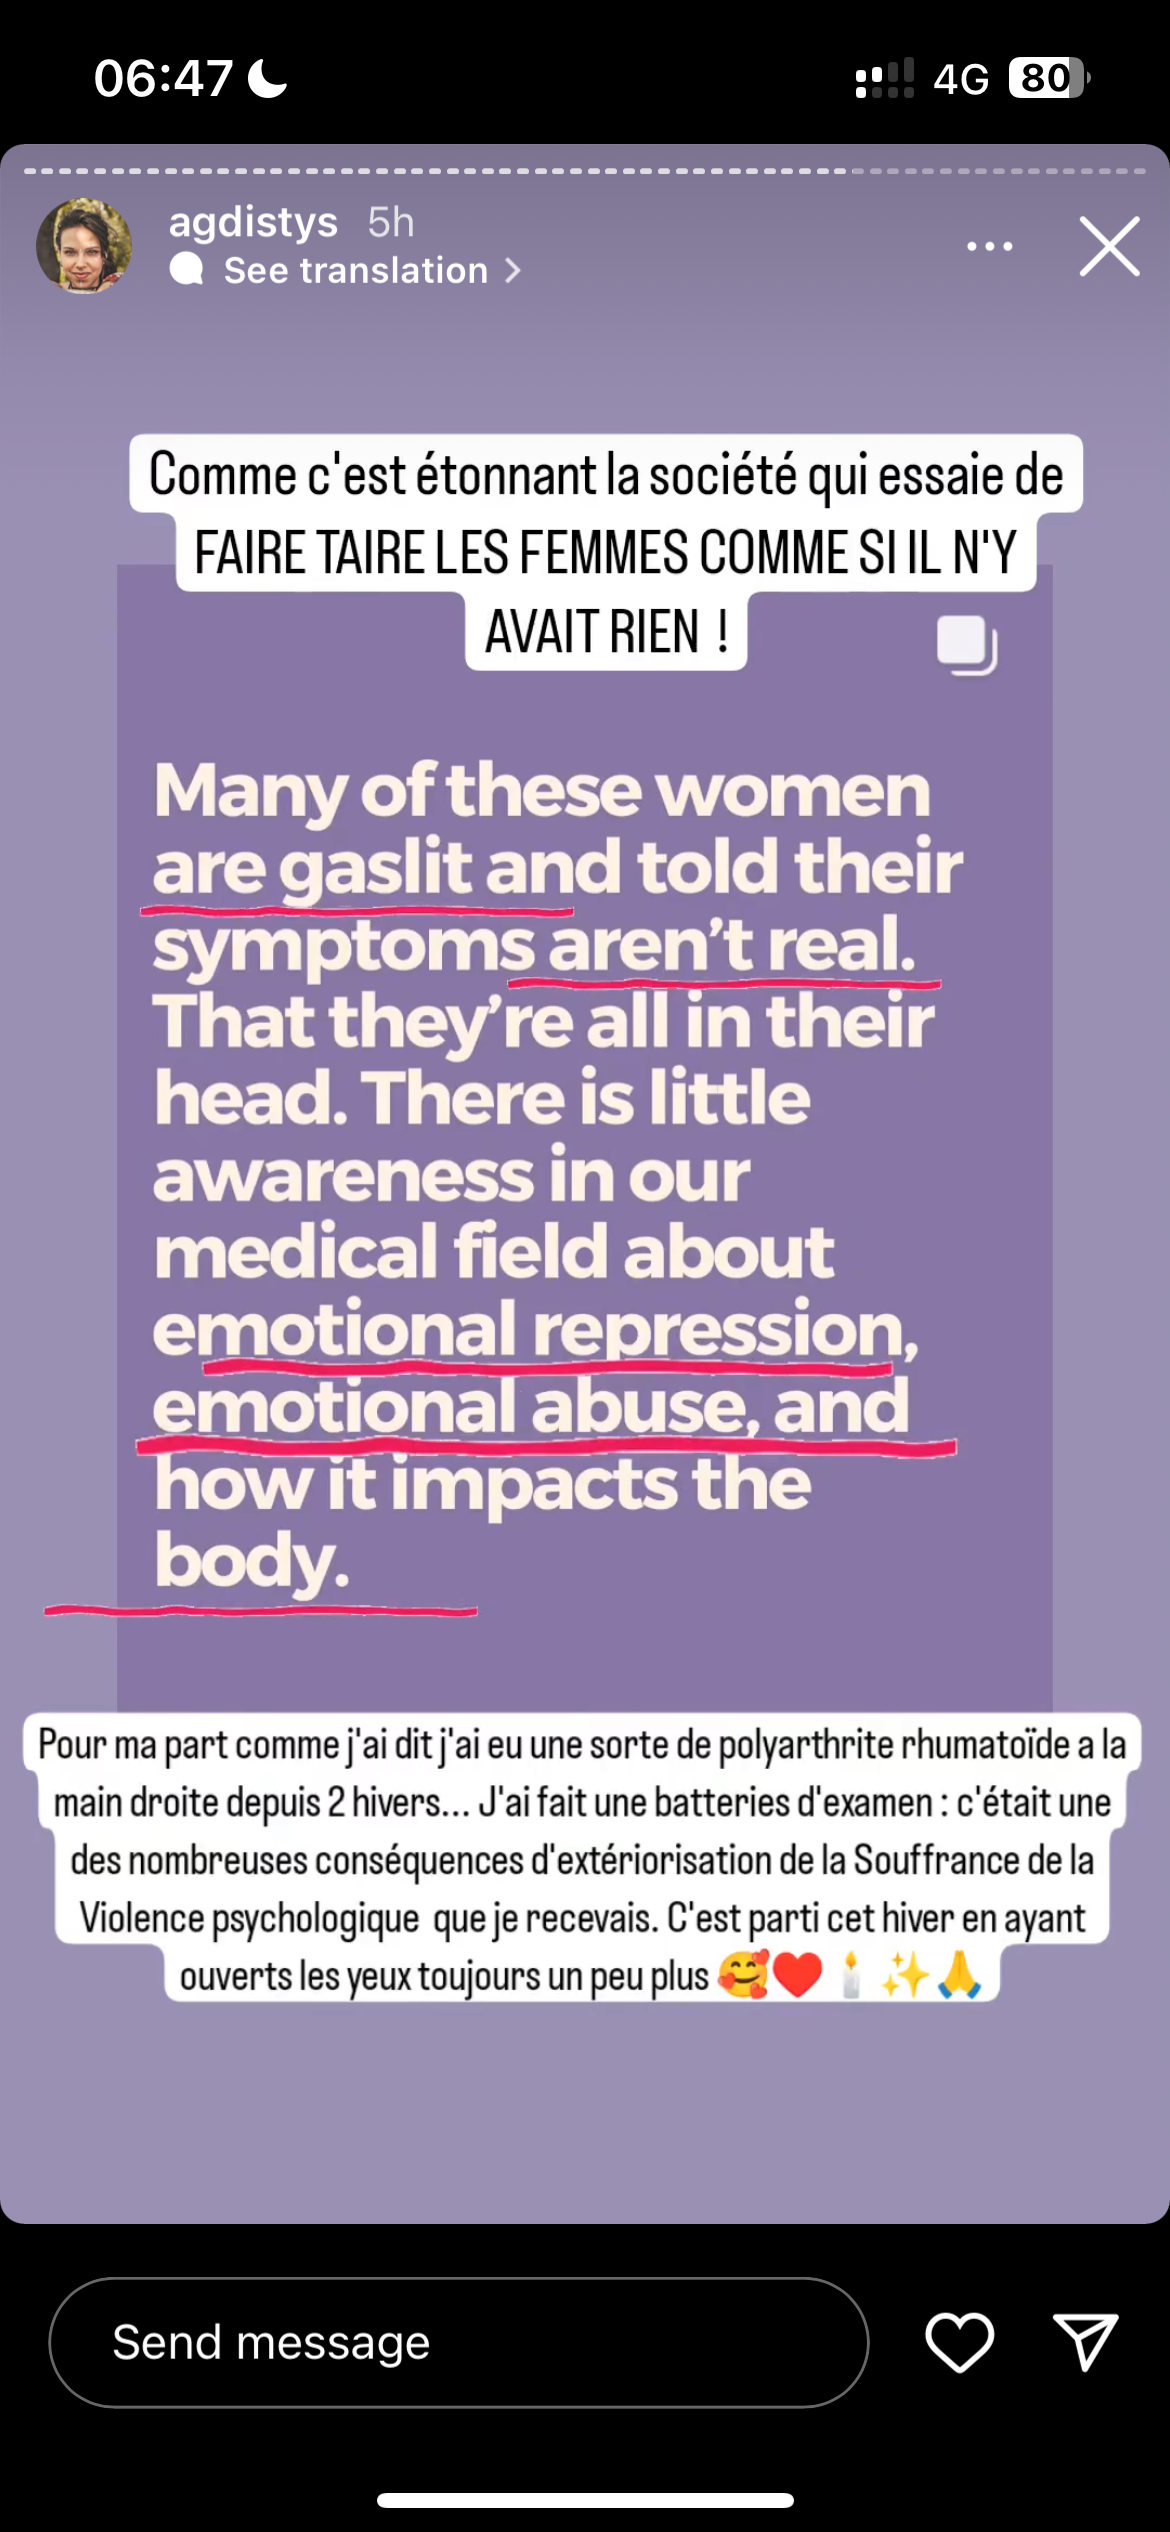 06:47
4G
80
agdistys 5h
See translation
Comme c'est étonnant la société qui essaie de
FAIRE TAIRE LES FEMMES COMME SI IL N'Y
AVAIT RIEN !
Many of these women
are gaslit and told their
symptoms aren't real.
That they're all in their
head. There is little
awareness in our
medical field about
emotional repression,
emotional abuse, and
how it impacts the
body.
Pour ma part comme j'ai dit j'ai eu une sorte de polyarthrite rhumatoïde a la
main droite depuis 2 hivers... J'ai fait une batteries d'examen : c'était une
des nombreuses conséquences d'extériorisation de la Souffrance de la
Violence psychologique que je recevais. C'est parti cet hiver en ayant
ouverts les yeux toujours un peu plus 🥰♥️🕯️✨🙏
Send message